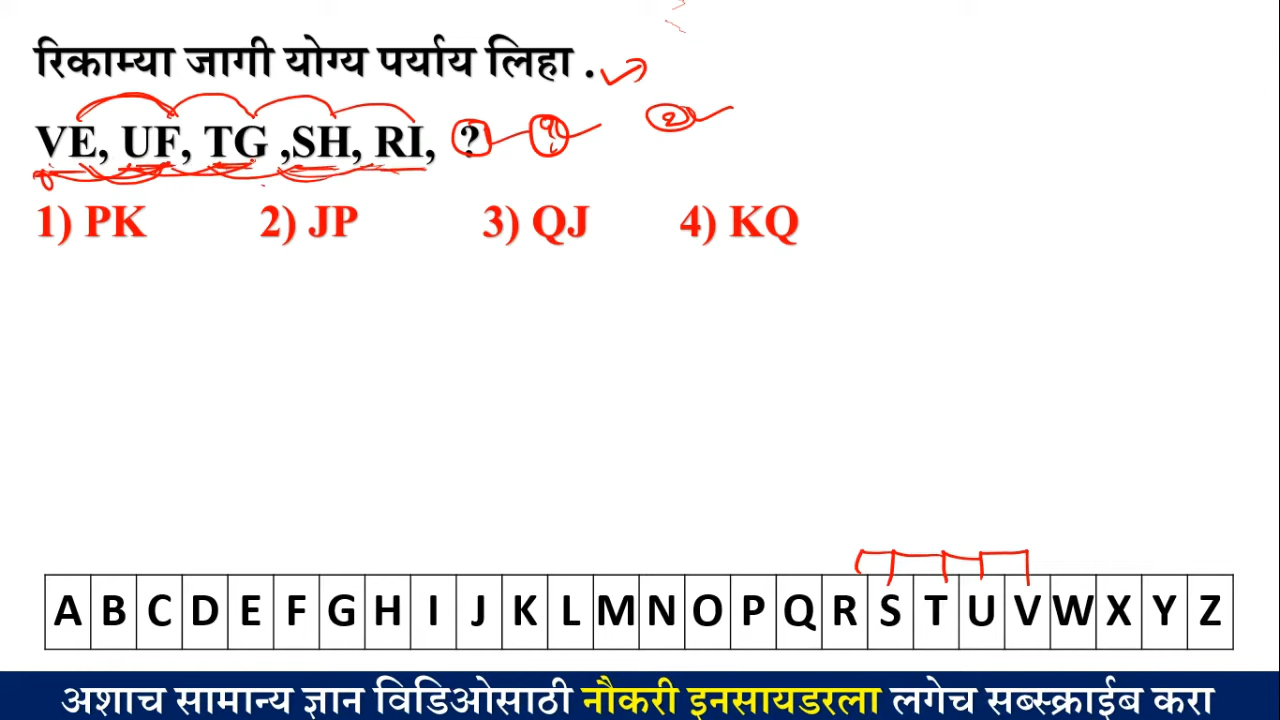 रिकाम्या जागी योग्य पर्याय लिहा .
VE, UF, TG ,SH, RI, ?
1) PK 2) JP 3) QJ 4) KQ
A B C D E F G H I J K L M N O P Q R S T U V W X Y Z
अशाच सामान्य ज्ञान विडिओसाठी नौकरी इनसायडरला लगेच सब्स्क्राईब करा